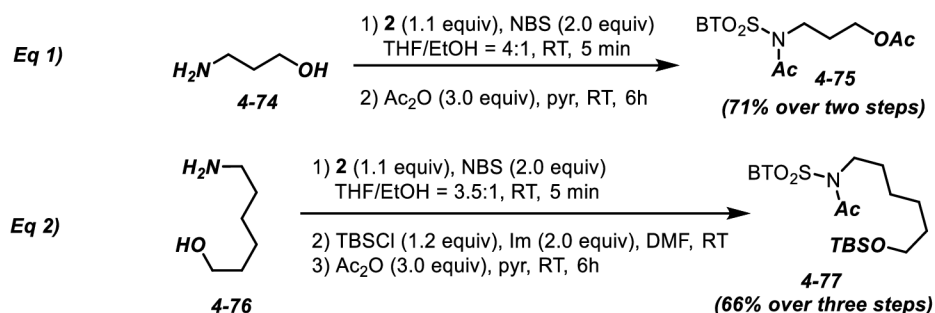 Eq 1)
H₂N
OH
4-74
1) 2 (1.1 equiv), NBS (2.0 equiv)
THF/EtOH = 4:1, RT, 5 min
2) Ac₂O (3.0 equiv), pyr, RT, 6h
BTO₂S
N
Ac
OAc
4-75
(71% over two steps)
Eq 2)
H₂N
HO
4-76
1) 2 (1.1 equiv), NBS (2.0 equiv)
THF/EtOH = 3.5:1, RT, 5 min
2) TBSCl (1.2 equiv), Im (2.0 equiv), DMF, RT
3) Ac₂O (3.0 equiv), pyr, RT, 6h
BTO₂S
N
Ac
TBSO
4-77
(66% over three steps)